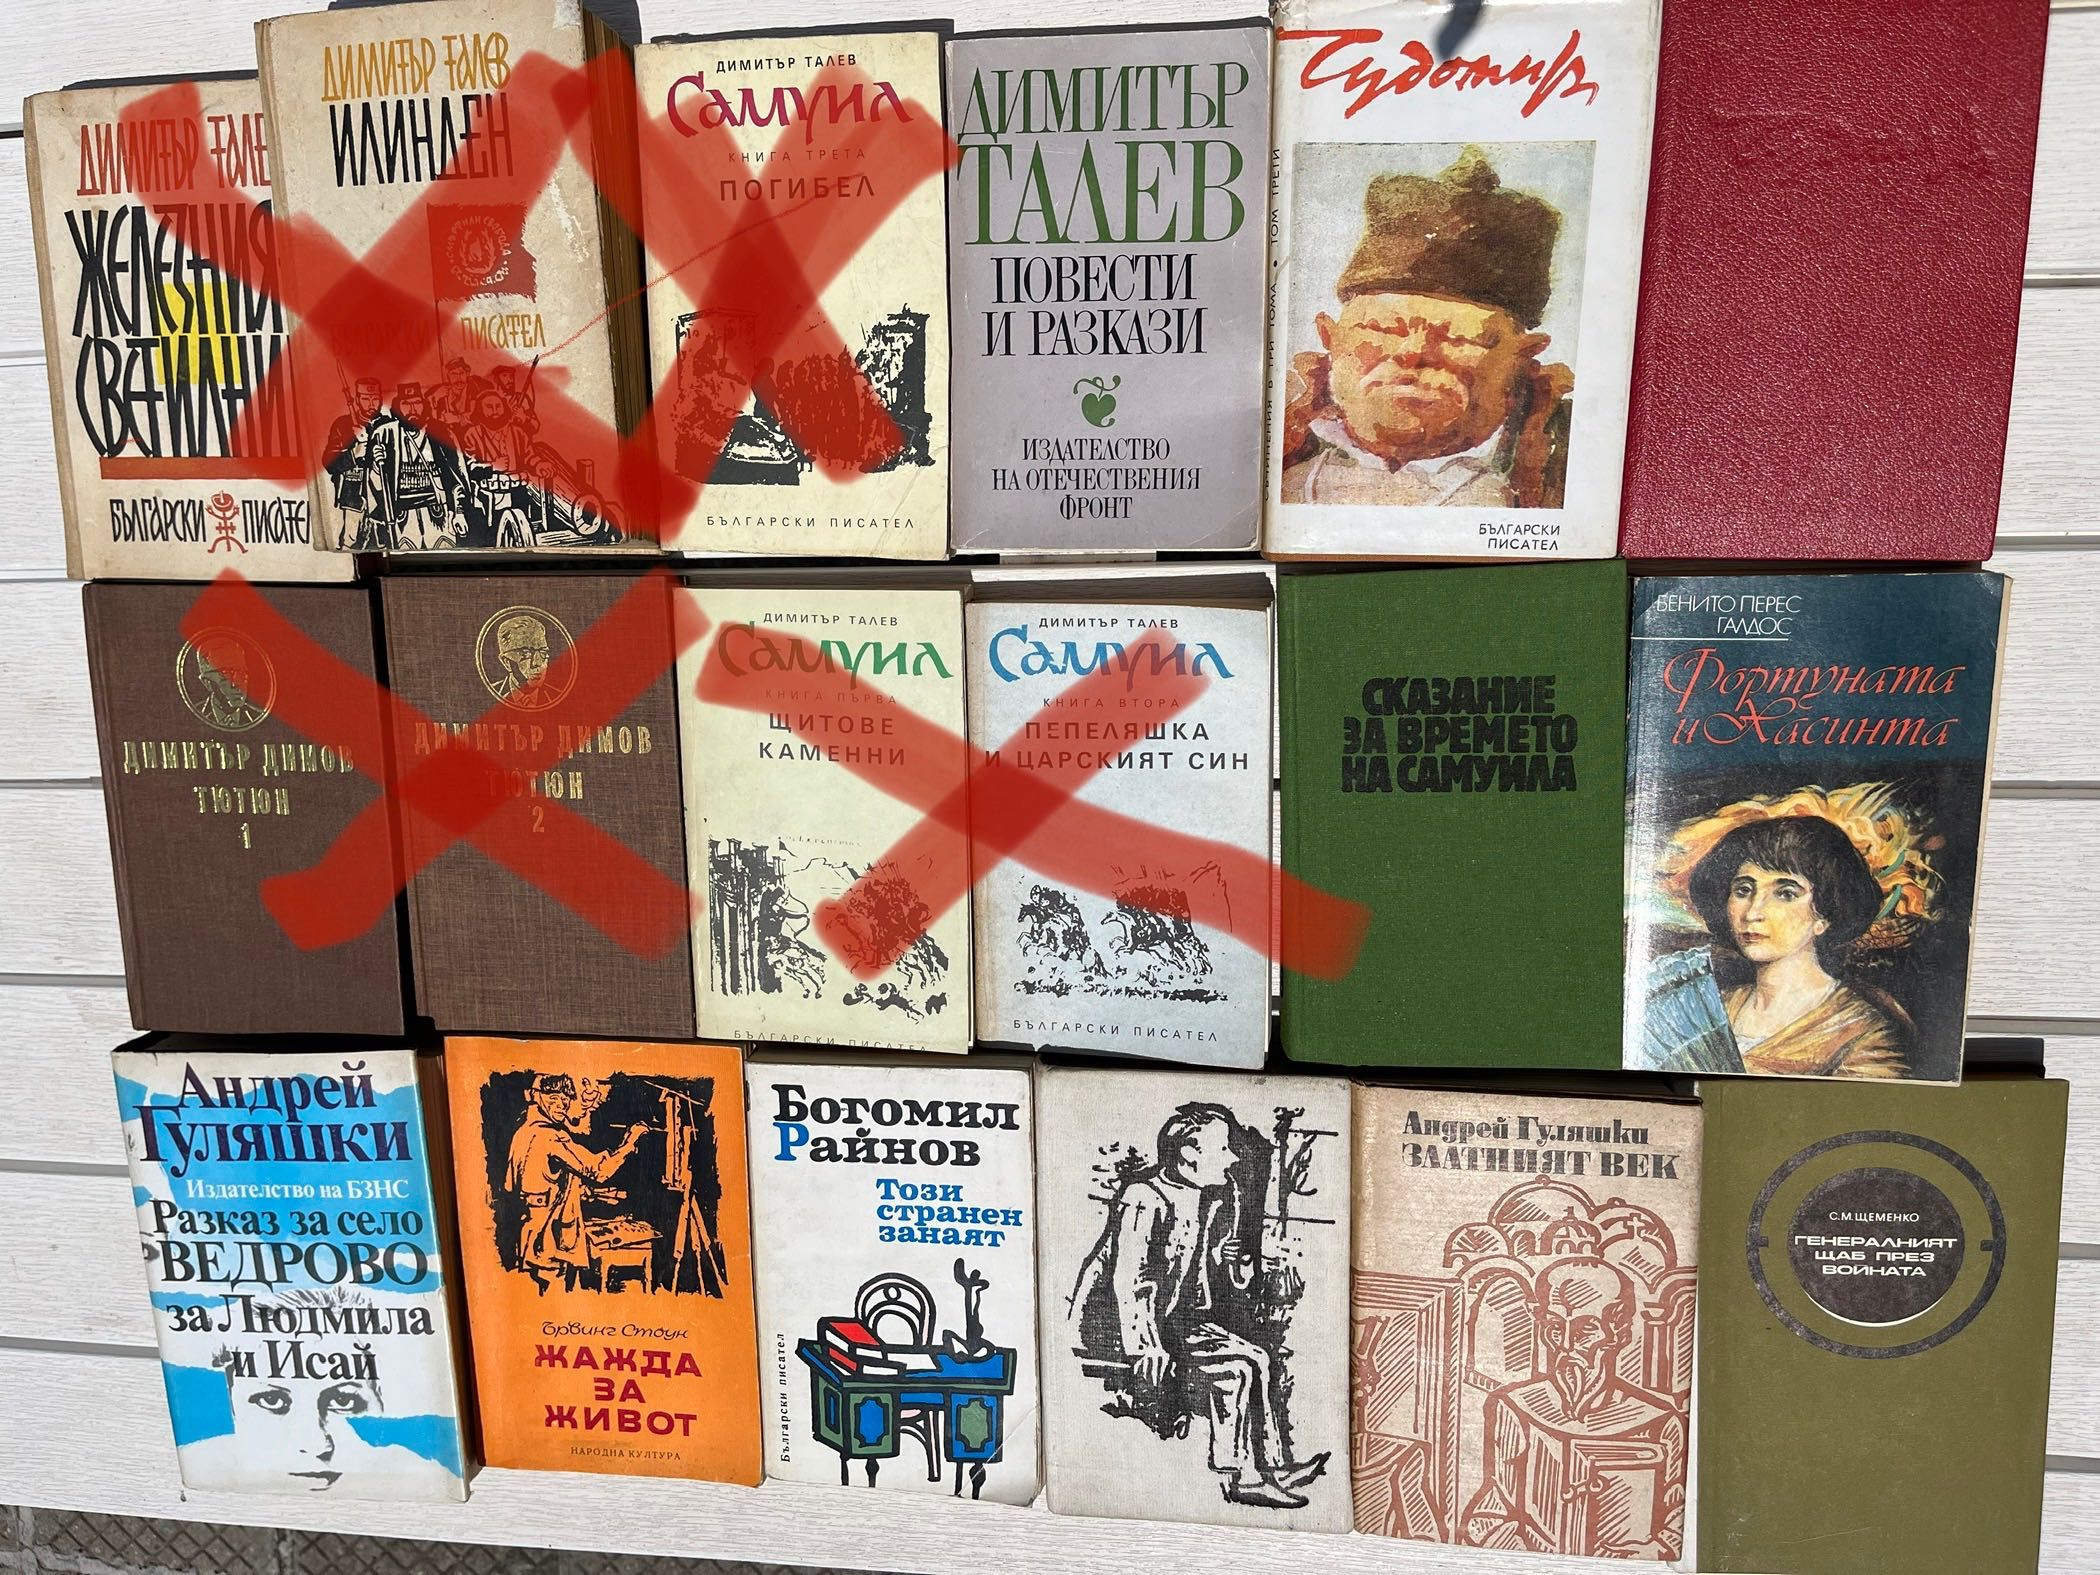 ДИМИТЪР ТАЛЕВ
ЖЕЛЕЗНИЯ
СВЕТИЛНИ
БЪЛГАРСКИ ПИСАТЕЛ
ДИМИТЪР ТАЛЕВ
ИЛИНДЕН
БЪЛГАРСКИ ПИСАТЕЛ
ДИМИТЪР ТАЛЕВ
Самуил
КНИГА ТРЕТА
ПОГИБЕЛ
БЪЛГАРСКИ ПИСАТЕЛ
ДИМИТЪР
ТАЛЕВ
ПОВЕСТИ
И РАЗКАЗИ
ИЗДАТЕЛСТВО
НА ОТЕЧЕСТВЕНИЯ
ФРОНТ
Чудомир
СЪЧИНЕНИЯ В ТРИ ТОМА • ТОМ ТРЕТИ
БЪЛГАРСКИ
ПИСАТЕЛ
ДИМИТЪР ДИМОВ
ТЮТЮН
1
ДИМИТЪР ДИМОВ
ТЮТЮН
2
ДИМИТЪР ТАЛЕВ
Самуил
КНИГА ПЪРВА
ЩИТОВЕ
КАМЕННИ
БЪЛГАРСКИ ПИСАТЕЛ
ДИМИТЪР ТАЛЕВ
Самуил
КНИГА ВТОРА
ПЕПЕЛЯШКА
И ЦАРСКИЯТ СИН
БЪЛГАРСКИ ПИСАТЕЛ
СКАЗАНИЕ
ЗА ВРЕМЕТО
НА САМУИЛА
БЕНИТО ПЕРЕС
ГАЛДОС
Фортуната
и Хасинта
Андрей
Гуляшки
Издателство на БЗНС
Разказ за село
ВЕДРОВО
за Людмила
и Исай
Ървинг Стоун
ЖАЖДА
ЗА
ЖИВОТ
НАРОДНА КУЛТУРА
Богомил
Райнов
Този
странен
занаят
Български писател
Андрей Гуляшки
ЗЛАТНИЯТ ВЕК
С.М.ЩЕМЕНКО
ГЕНЕРАЛНИЯТ
ЩАБ ПРЕЗ
ВОЙНАТА